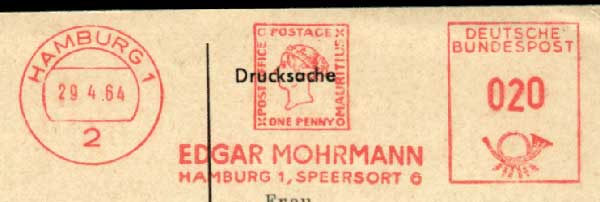 HAMBURG 1
29.4.64
2
POSTAGE
POST OFFICE
MAURITIUS
ONE PENNY
Drucksache
EDGAR MOHRMANN
HAMBURG 1, SPEERSORT 6
DEUTSCHE
BUNDESPOST
020
Frau